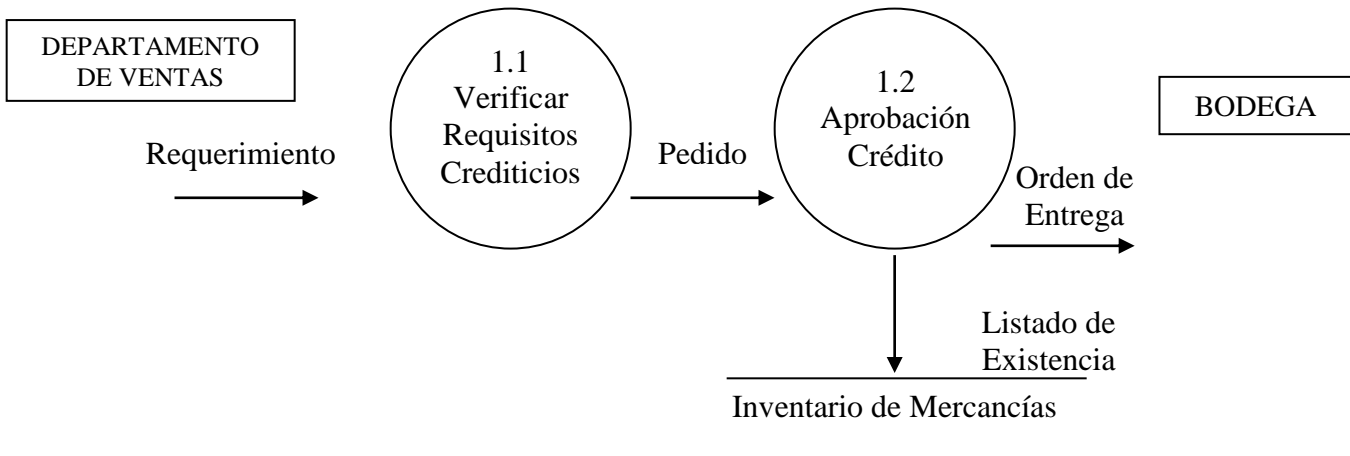 DEPARTAMENTO
DE VENTAS
Requerimiento
1.1
Verificar
Requisitos
Crediticios
Pedido
1.2
Aprobación
Crédito
Orden de
Entrega
BODEGA
Listado de
Existencia
Inventario de Mercancías